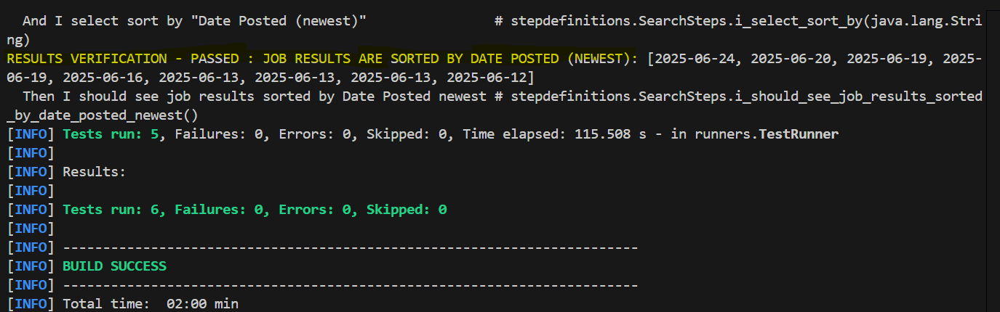 And I select sort by "Date Posted (newest)" # stepdefinitions.SearchSteps.i_select_sort_by(java.lang.Stri
ng)
RESULTS VERIFICATION - PASSED : JOB RESULTS ARE SORTED BY DATE POSTED (NEWEST): [2025-06-24, 2025-06-20, 2025-06-19, 2025-
06-19, 2025-06-16, 2025-06-13, 2025-06-13, 2025-06-13, 2025-06-12]
Then I should see job results sorted by Date Posted newest # stepdefinitions.SearchSteps.i_should_see_job_results_sorted
_by_date_posted_newest()
[INFO] Tests run: 5, Failures: 0, Errors: 0, Skipped: 0, Time elapsed: 115.508 s - in runners.TestRunner
[INFO]
[INFO] Results:
[INFO]
[INFO] Tests run: 6, Failures: 0, Errors: 0, Skipped: 0
[INFO]
[INFO] ------------------------------------------------------------------------
[INFO] BUILD SUCCESS
[INFO] ------------------------------------------------------------------------
[INFO] Total time:  02:00 min